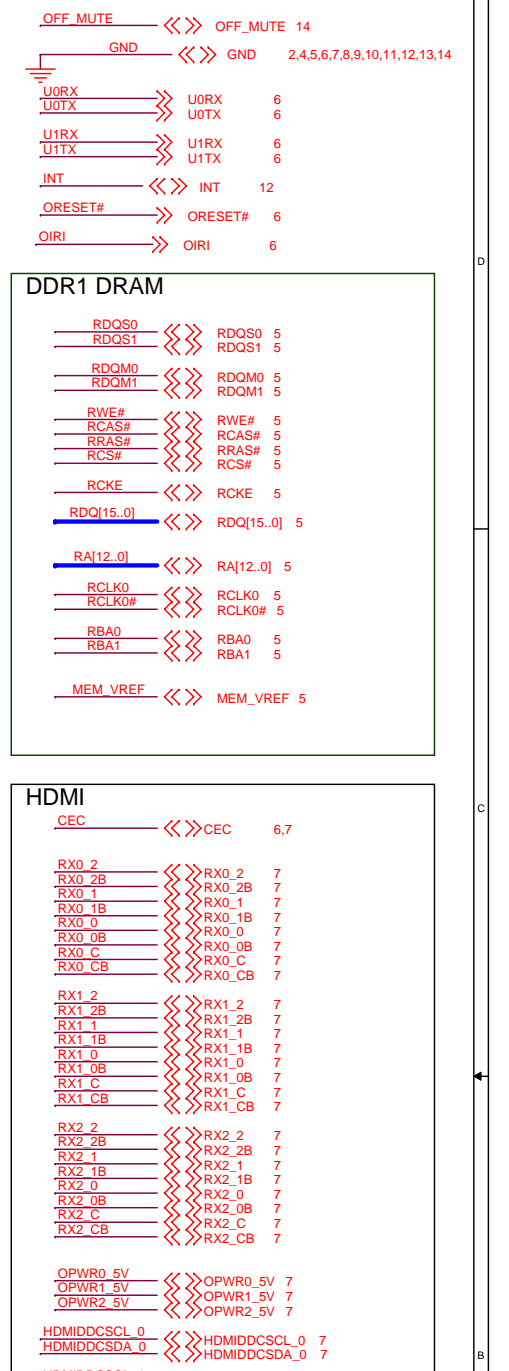 OFF_MUTE OFF_MUTE 14
GND GND 2,4,5,6,7,8,9,10,11,12,13,14
U0RX U0RX 6
U0TX U0TX 6
U1RX U1RX 6
U1TX U1TX 6
INT INT 12
ORESET# ORESET# 6
OIRI OIRI 6
D
DDR1 DRAM
RDQS0 RDQS0 5
RDQS1 RDQS1 5
RDQM0 RDQM0 5
RDQM1 RDQM1 5
RWE# RWE# 5
RCAS# RCAS# 5
RRAS# RRAS# 5
RCS# RCS# 5
RCKE RCKE 5
RDQ[15..0] RDQ[15..0] 5
RA[12..0] RA[12..0] 5
RCLK0 RCLK0 5
RCLK0# RCLK0# 5
RBA0 RBA0 5
RBA1 RBA1 5
MEM_VREF MEM_VREF 5
HDMI
C
CEC CEC 6,7
RX0_2 RX0_2 7
RX0_2B RX0_2B 7
RX0_1 RX0_1 7
RX0_1B RX0_1B 7
RX0_0 RX0_0 7
RX0_0B RX0_0B 7
RX0_C RX0_C 7
RX0_CB RX0_CB 7
RX1_2 RX1_2 7
RX1_2B RX1_2B 7
RX1_1 RX1_1 7
RX1_1B RX1_1B 7
RX1_0 RX1_0 7
RX1_0B RX1_0B 7
RX1_C RX1_C 7
RX1_CB RX1_CB 7
RX2_2 RX2_2 7
RX2_2B RX2_2B 7
RX2_1 RX2_1 7
RX2_1B RX2_1B 7
RX2_0 RX2_0 7
RX2_0B RX2_0B 7
RX2_C RX2_C 7
RX2_CB RX2_CB 7
OPWR0_5V OPWR0_5V 7
OPWR1_5V OPWR1_5V 7
OPWR2_5V OPWR2_5V 7
HDMIDDCSCL_0 HDMIDDCSCL_0 7
HDMIDDCSDA_0 HDMIDDCSDA_0 7
B